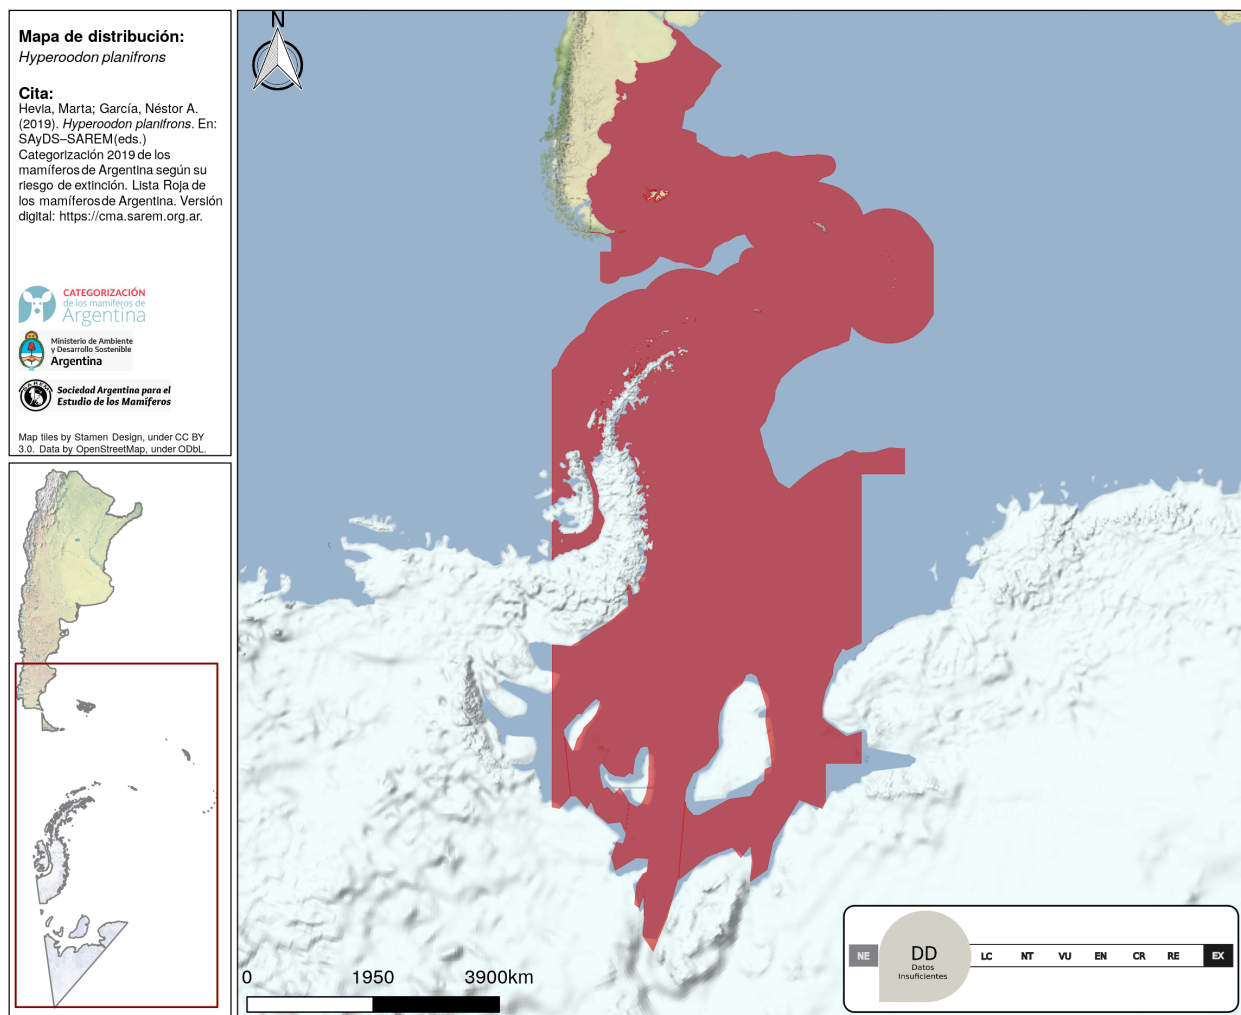 Mapa de distribución:
Hyperoodon planifrons
Cita:
Hevia, Marta; García, Néstor A.
(2019). Hyperoodon planifrons. En:
SAyDS–SAREM(eds.)
Categorización 2019 de los
mamíferos de Argentina según su
riesgo de extinción. Lista Roja de
los mamíferos de Argentina. Versión
digital: https://cma.sarem.org.ar.
CATEGORIZACIÓN
de los mamíferos de
Argentina
Ministerio de Ambiente
y Desarrollo Sostenible
Argentina
S.A.R.E.M.
Sociedad Argentina para el
Estudio de los Mamíferos
Map tiles by Stamen Design, under CC BY
3.0. Data by OpenStreetMap, under ODbL.
N
0 1950 3900km
NE DD LC NT VU EN CR RE EX
Datos
Insuficientes